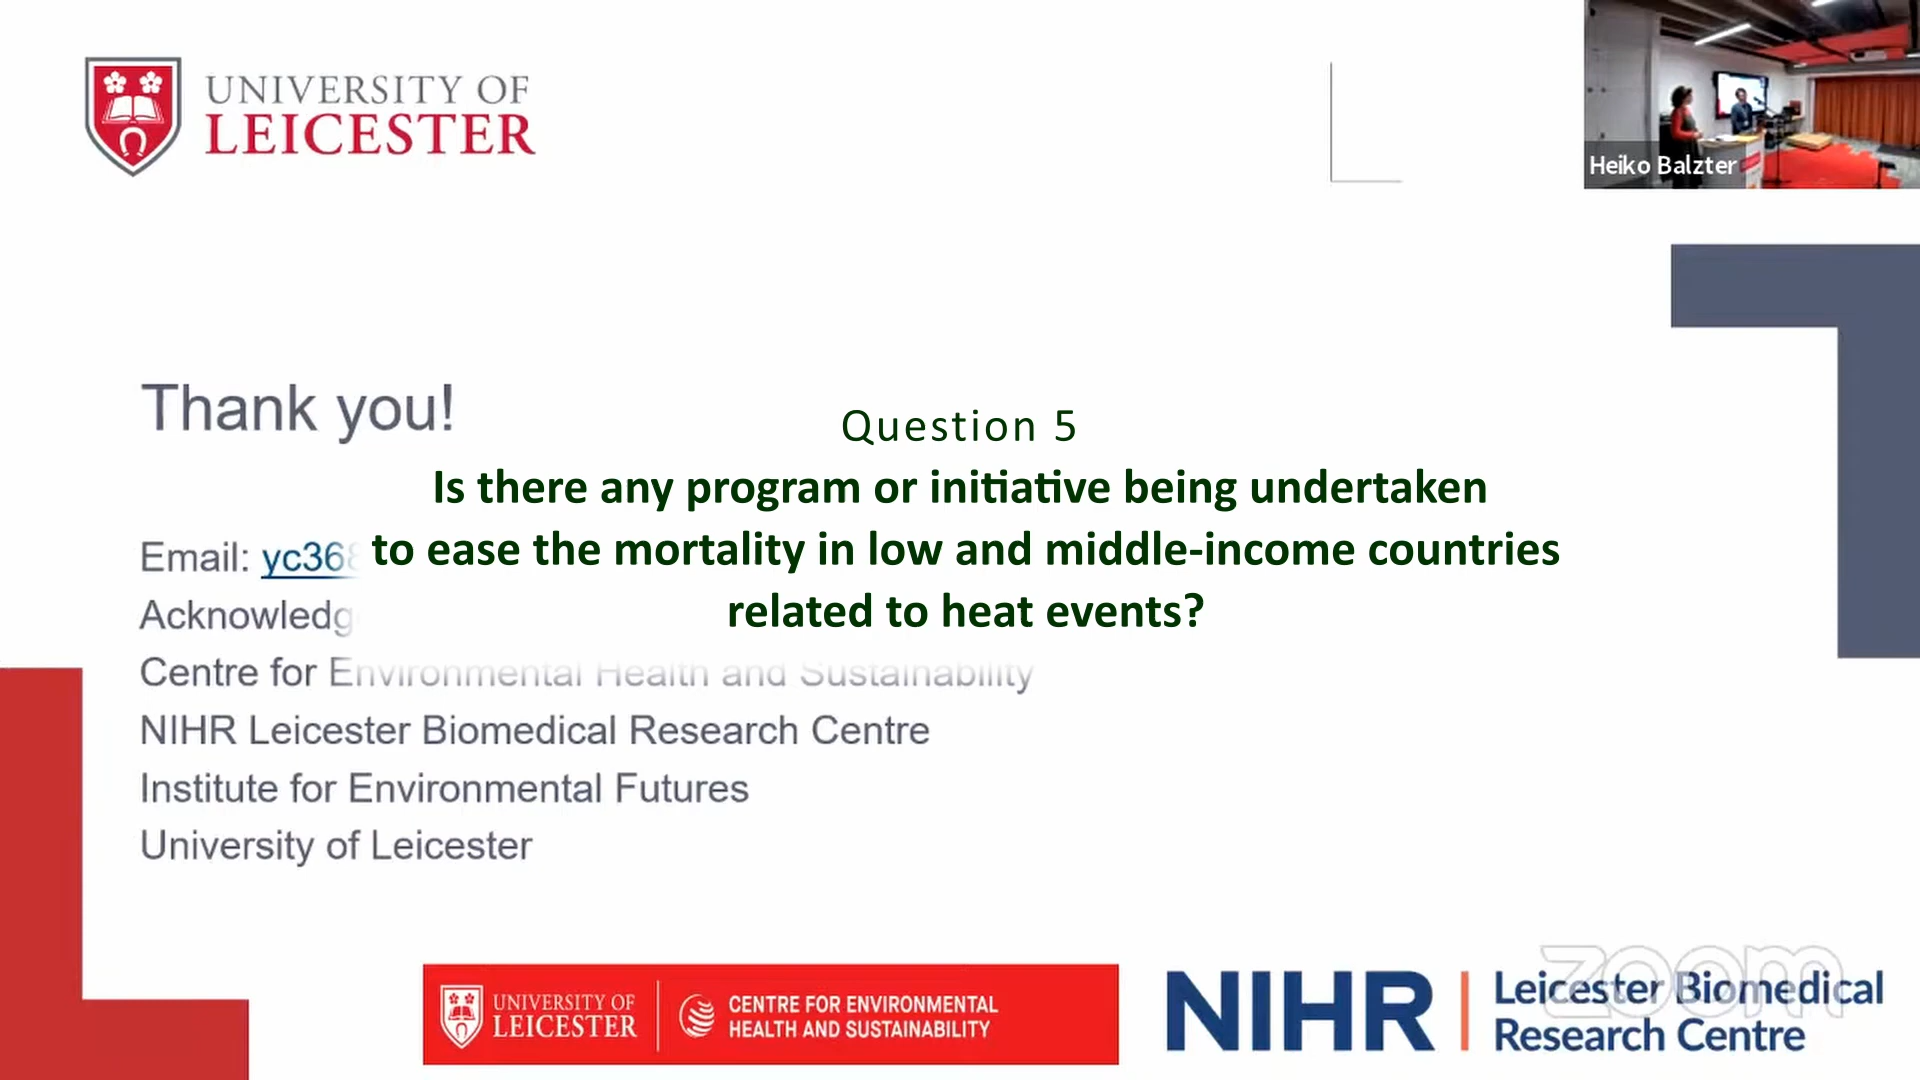 UNIVERSITY OF
LEICESTER
Heiko Balzter
Thank you!
Question 5
Is there any program or initiative being undertaken
to ease the mortality in low and middle-income countries
related to heat events?
Email: yc36
Acknowledg
Centre for Environmental Health and Sustainability
NIHR Leicester Biomedical Research Centre
Institute for Environmental Futures
University of Leicester
UNIVERSITY OF
LEICESTER
CENTRE FOR ENVIRONMENTAL
HEALTH AND SUSTAINABILITY
NIHR
Leicester Biomedical
Research Centre
zoom